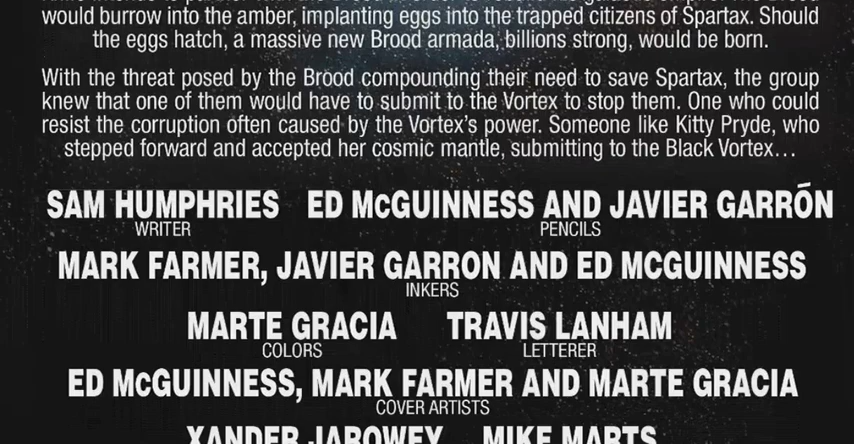 would burrow into the amber, implanting eggs into the trapped citizens of Spartax. Should
the eggs hatch, a massive new Brood armada, billions strong, would be born.
With the threat posed by the Brood compounding their need to save Spartax, the group
knew that one of them would have to submit to the Vortex to stop them. One who could
resist the corruption often caused by the Vortex's power. Someone like Kitty Pryde, who
stepped forward and accepted her cosmic mantle, submitting to the Black Vortex...
SAM HUMPHRIES ED McGUINNESS AND JAVIER GARRÓN
WRITER PENCILS
MARK FARMER, JAVIER GARRON AND ED MCGUINNESS
INKERS
MARTE GRACIA TRAVIS LANHAM
COLORS LETTERER
ED McGUINNESS, MARK FARMER AND MARTE GRACIA
COVER ARTISTS
XANDER JAROWEY MIKE MARTS